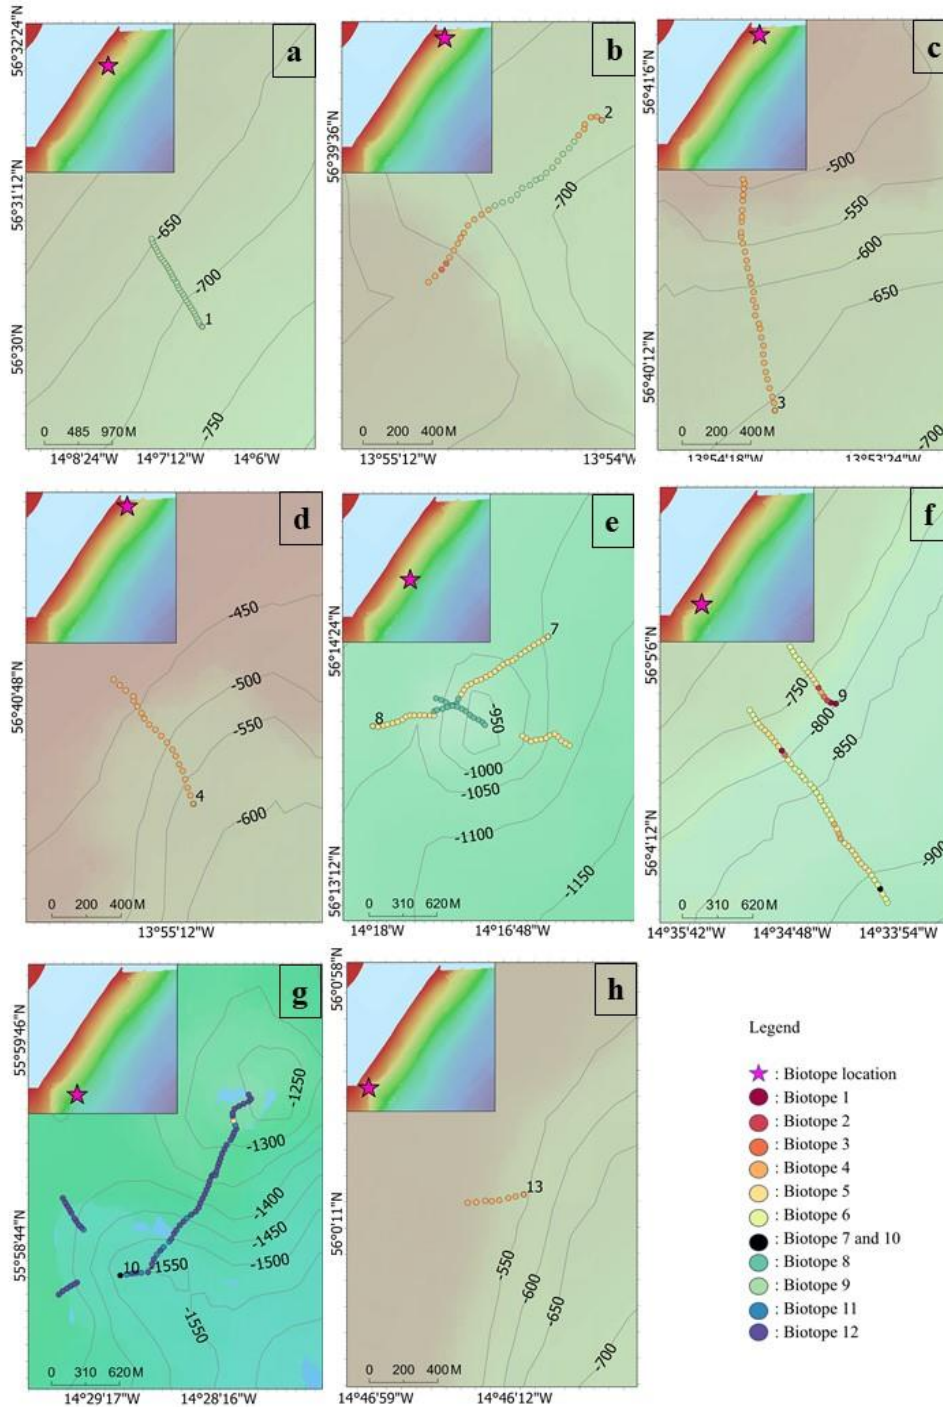 a
56°32'24"N
56°31'12"N
56°30'N
-650
-700
1
-750
0 485 970 M
14°8'24"W 14°7'12"W 14°6'W
b
56°39'36"N
2
-700
0 200 400 M
13°55'12"W 13°54'W
c
56°41'6"N
56°40'12"N
-500
-550
-600
-650
3
-700
0 200 400 M
13°54'18"W 13°53'24"W
d
56°40'48"N
-450
-500
-550
4
-600
0 200 400 M
13°55'12"W
e
56°14'24"N
56°13'12"N
7
8
-950
-1000
-1050
-1100
-1150
0 310 620 M
14°18'W 14°16'48"W
f
56°5'6"N
56°4'12"N
-750
9
-800
-850
-900
0 310 620 M
14°35'42"W 14°34'48"W 14°33'54"W
g
55°59'46"N
55°58'44"N
-1250
-1300
-1400
-1450
-1500
10 -1550
-1550
0 310 620 M
14°29'17"W 14°28'16"W
h
56°0'58"N
56°0'11"N
13
-550
-600
-650
-700
0 200 400 M
14°46'59"W 14°46'12"W
Legend
: Biotope location
: Biotope 1
: Biotope 2
: Biotope 3
: Biotope 4
: Biotope 5
: Biotope 6
: Biotope 7 and 10
: Biotope 8
: Biotope 9
: Biotope 11
: Biotope 12